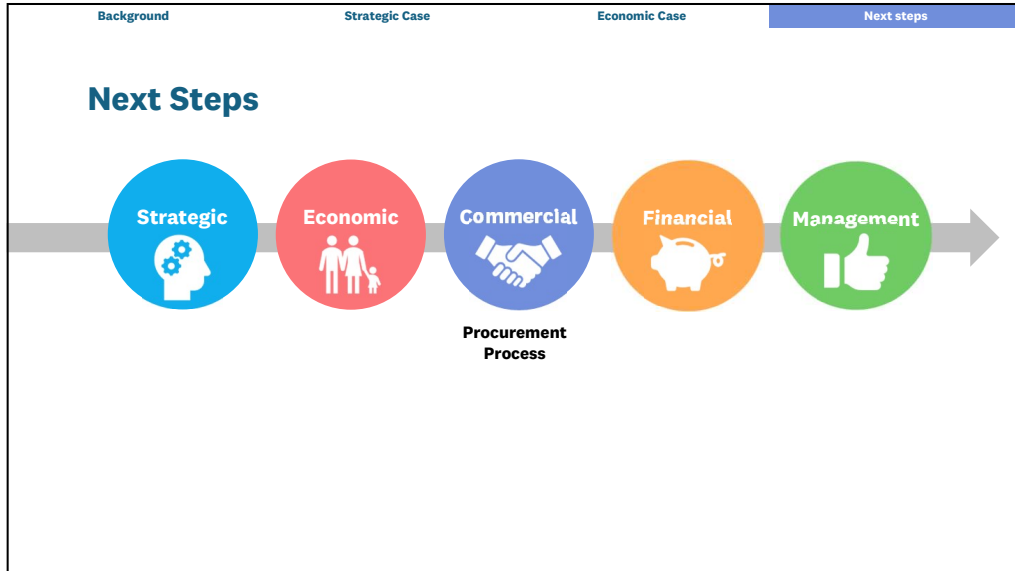 Background
Strategic Case
Economic Case
Next steps
Next Steps
Strategic
Economic
Commercial
Financial
Management
Procurement
Process